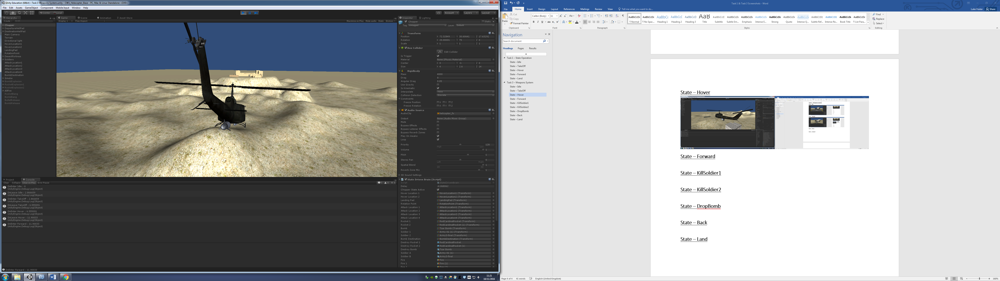 Unity Education (64bit) - Task 3 Weapons System.unity - CW1_Helecopter_Base - PC, Mac & Linux Standalone <DX9>
File Edit Assets GameObject Component Mobile Input Window Help
Center Local
Account Layers Layout
Hierarchy
Create
Chopper
DepartureHeliPad
DestinationHeliPad
Main Camera
Terrain
Directional light
HoverLocation1
HoverLocation2
LandingPad
RotationPoint
DesertFortress
Soldiers
AttackLocation1
AttackLocation2
AttackLocation3
AttackLocation4
BombDestination
Smoke
BombExplosion
RocketExplosion1
RocketExplosion2
AllFire
RocketBang
BombBang
BulletRelease
BombRelease
Game Scene Animation Asset Store
Display 1 Free Aspect
Maximize on Play Mute audio Stats Gizmos
Inspector Lighting
Chopper Static
Tag Untagged Layer Default
Transform
Position X 72.32849 Y 30.60641 Z 17.63292
Rotation X 20.00001 Y 75 Z 0
Scale X 1 Y 1 Z 1
Box Collider
Edit Collider
Is Trigger
Material None (Physic Material)
Center X 0 Y -1 Z 0
Size X 4 Y 2.6 Z 14
Rigidbody
Mass 4000
Drag 0
Angular Drag 0.05
Use Gravity
Is Kinematic
Interpolate None
Collision Detection Discrete
Constraints
Freeze Position X Y Z
Freeze Rotation X Y Z
Audio Source
AudioClip helicopter_fx
Output None (Audio Mixer Group)
Mute
Bypass Effects
Bypass Listener Effects
Bypass Reverb Zones
Play On Awake
Loop
Priority 128
High Low
Volume 1
Pitch 1
Stereo Pan 0
Left Right
Spatial Blend 1
2D 3D
Reverb Zone Mix 1
3D Sound Settings
State Driven Brain (Script)
Script StateDrivenBrain
Delay -4.068062
Chopper State Active
Hover Location 1 HoverLocation1 (Transform)
Hover Location 2 HoverLocation2 (Transform)
Landing Pad LandingPad (Transform)
Rotation Point RotationPoint (Transform)
Attack Location 1 AttackLocation1 (Transform)
Attack Location 2 AttackLocation2 (Transform)
Attack Location 3 AttackLocation3 (Transform)
Attack Location 4 AttackLocation4 (Transform)
Rocket 1 RedCardinalRocket (Transform)
Rocket 2 RedCardinalRocket (1) (Transform)
Bomb Tzar Bomb (Transform)
Soldier 1 Army 01 (1) (Transform)
Soldier 2 Army3-final (Transform)
Bomb Destination BombDestination (Transform)
Destroy Rocket 1 RedCardinalRocket
Destroy Rocket 2 RedCardinalRocket (1)
Destroy Bomb Tzar Bomb
Soldier A Army 01 (1)
Soldier B Army3-final
Fire Fire
Fire 1 Fire (1)
Project Console
Clear Collapse Clear on Play Error Pause
OnEnter Idle : 0
UnityEngine.Debug:Log(Object)
OnLeave Idle : 2.866659
UnityEngine.Debug:Log(Object)
OnEnter TakeOff : 2.866659
UnityEngine.Debug:Log(Object)
OnLeave TakeOff : 6.555091
UnityEngine.Debug:Log(Object)
OnEnter Hover : 6.555091
UnityEngine.Debug:Log(Object)
OnLeave Hover : 11.90033
UnityEngine.Debug:Log(Object)
OnEnter Forward : 11.90033
UnityEngine.Debug:Log(Object)
OnEnter Forward : 11.90033
11:21
18/11/2016
Task 1 & Task 3 Screenshots - Word
File Home Insert Design Layout References Mailings Review View Tell me what you want to do... Luke Foster Share
Cut
Copy
Format Painter
Paste
Clipboard
Calibri (Body) 11
Font
Paragraph
AaBbCcDc AaBbCcDc AaBbCc AaBbCcC AaBbCcD AaB
¶ Normal ¶ No Spac... Heading 1 Heading 2 Heading 3 Title Subtitle Subtle Em... Emphasis Intense E... Strong Quote Intense Q... Subtle Ref... Intense Re... Book Title ¶ List Para...
Styles
Find
Replace
Select
Editing
Navigation
Search document
Headings Pages Results
Task 1 – State Operation
State – Idle
State – TakeOff
State – Hover
State – Forward
State – Land
Task 3 – Weapons System
State – Idle
State – TakeOff
State – Hover
State – Forward
State – KillSoldier1
State – KillSoldier2
State – DropBomb
State – Back
State – Land
State – Hover
State – Forward
State – KillSoldier1
State – KillSoldier2
State – DropBomb
State – Back
State – Land
Page 4 of 4 41 words English (United Kingdom)
160%